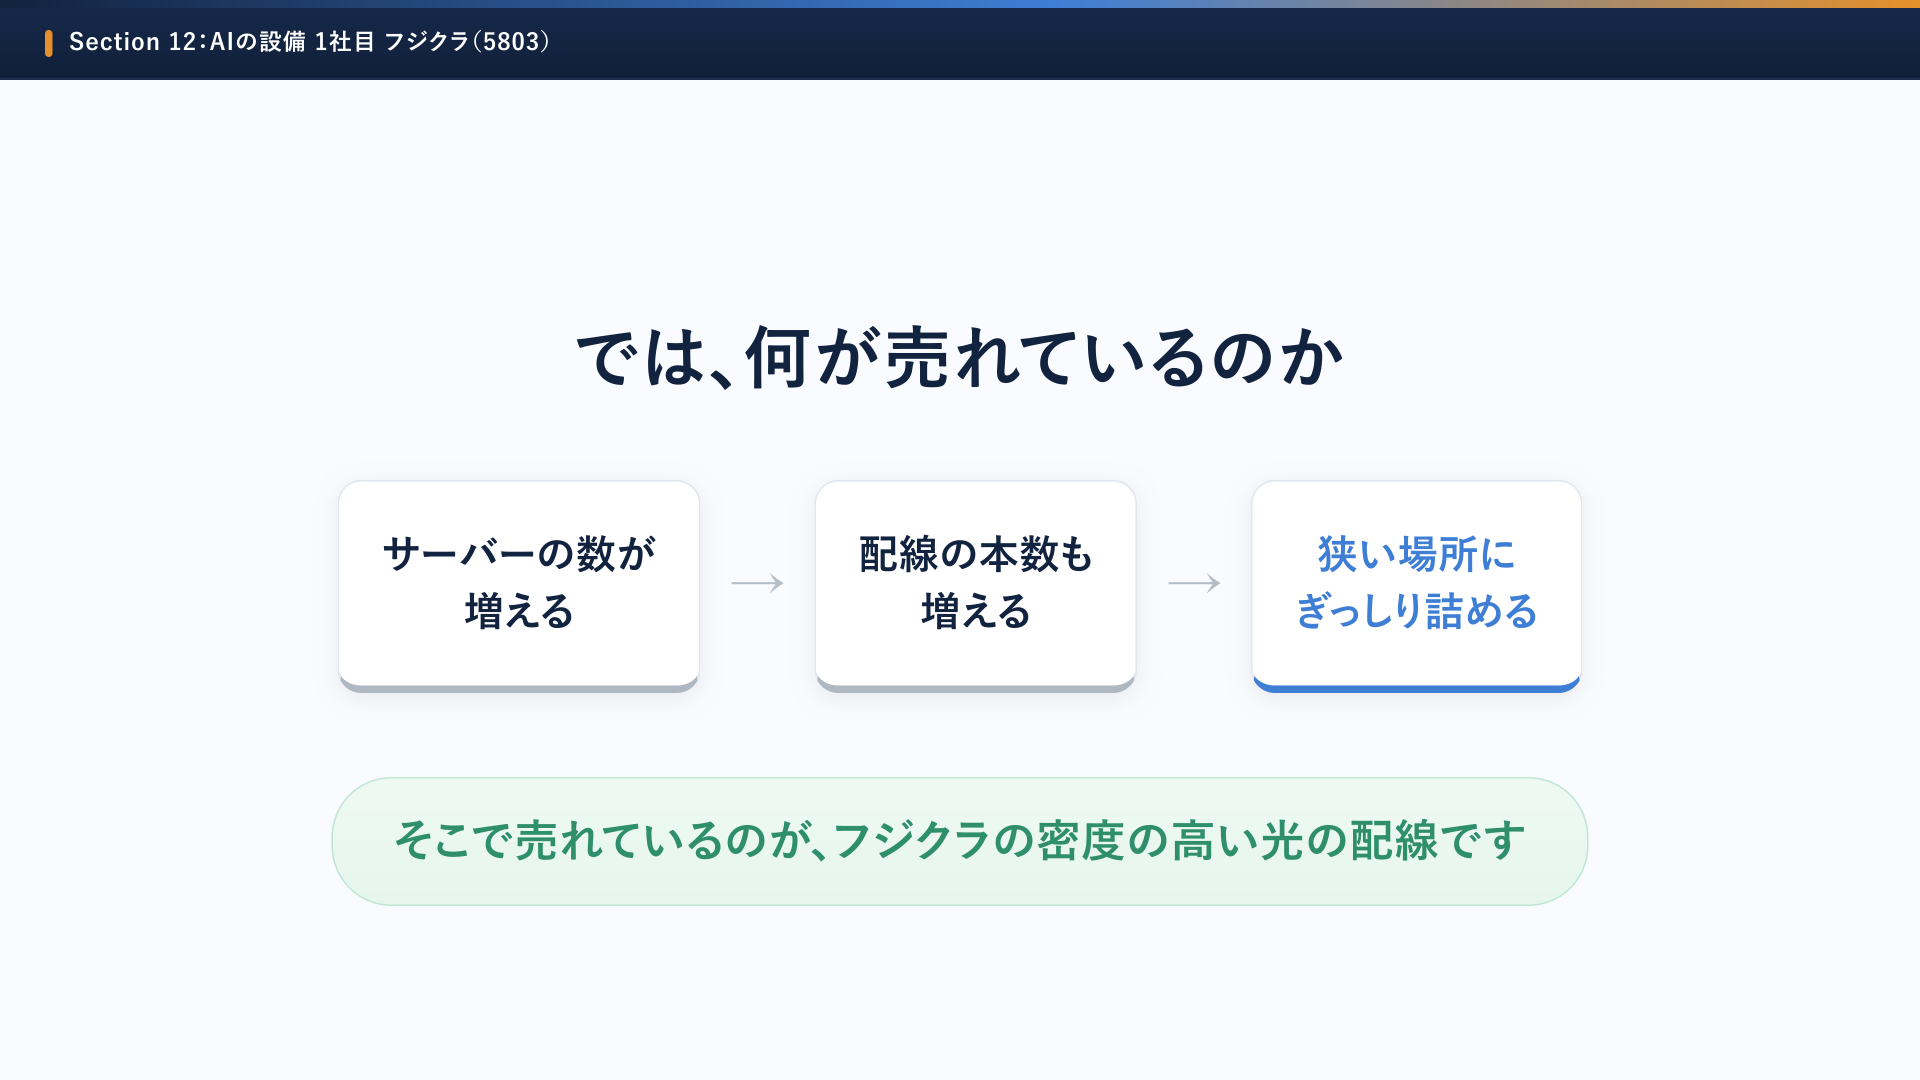 Section 12：AIの設備 1社目 フジクラ（5803）
では、何が売れているのか
サーバーの数が
増える
→
配線の本数も
増える
→
狭い場所に
ぎっしり詰める
そこで売れているのが、フジクラの密度の高い光の配線です